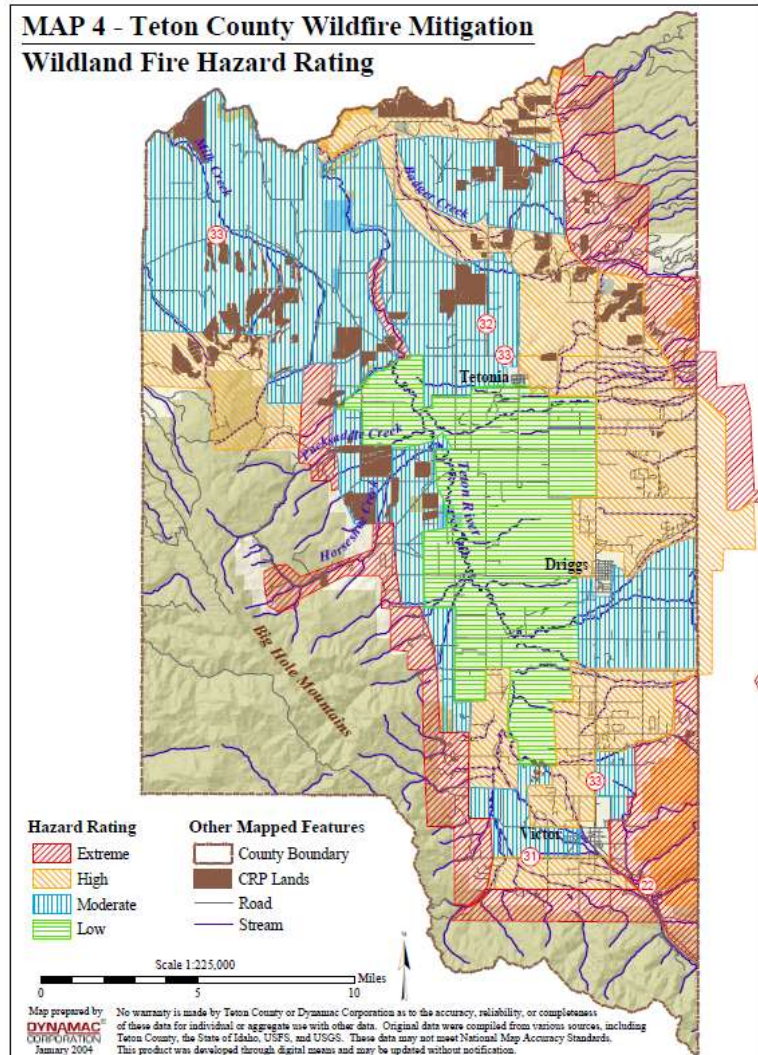 MAP 4 - Teton County Wildfire Mitigation
Wildland Fire Hazard Rating
Milk Creek
Badger Creek
33
32
33
Tetonia
Packsaddle Creek
Teton River
Horseshoe Creek
Driggs
Big Hole Mountains
33
Victor
31
22
Hazard Rating
Extreme
High
Moderate
Low
Other Mapped Features
County Boundary
CRP Lands
Road
Stream
Scale 1:225,000
Miles
0 5 10
Map prepared by
DYNAMAC
CORPORATION
January 2004
No warranty is made by Teton County or Dynamac Corporation as to the accuracy, reliability, or completeness
of these data for individual or aggregate use with other data. Original data were compiled from various sources, including
Teton County, the State of Idaho, USFS, and USGS. These data may not meet National Map Accuracy Standards.
This product was developed through digital means and may be updated without notification.